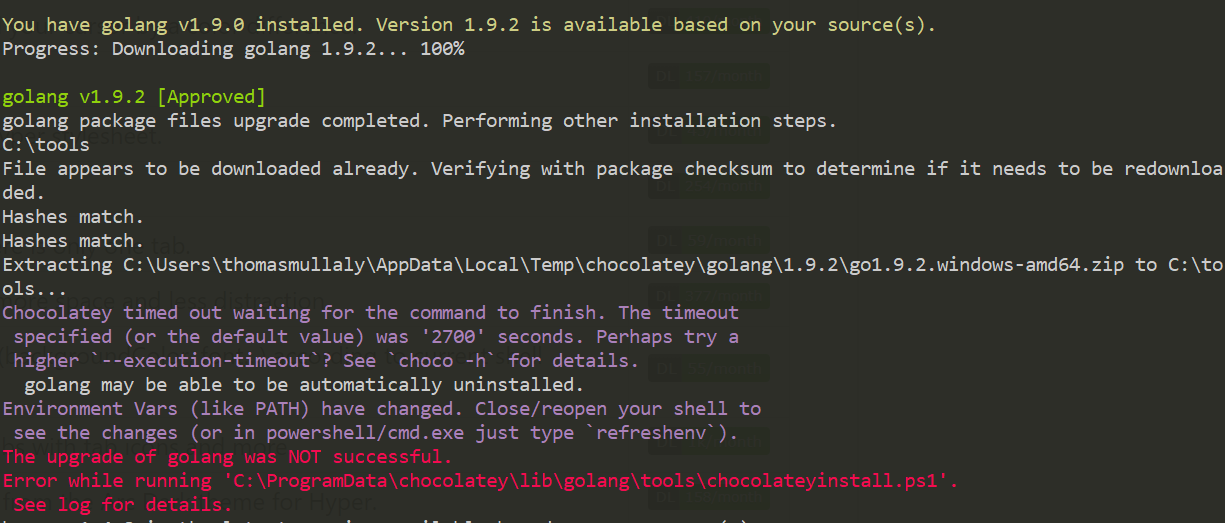 You have golang v1.9.0 installed. Version 1.9.2 is available based on your source(s).
Progress: Downloading golang 1.9.2... 100%
golang v1.9.2 [Approved]
golang package files upgrade completed. Performing other installation steps.
C:\tools
File appears to be downloaded already. Verifying with package checksum to determine if it needs to be redownloa
ded.
Hashes match.
Hashes match.
Extracting C:\Users\thomasmullaly\AppData\Local\Temp\chocolatey\golang\1.9.2\go1.9.2.windows-amd64.zip to C:\to
ols...
Chocolatey timed out waiting for the command to finish. The timeout
specified (or the default value) was '2700' seconds. Perhaps try a
higher `--execution-timeout`? See `choco -h` for details.
golang may be able to be automatically uninstalled.
Environment Vars (like PATH) have changed. Close/reopen your shell to
see the changes (or in powershell/cmd.exe just type `refreshenv`).
The upgrade of golang was NOT successful.
Error while running 'C:\ProgramData\chocolatey\lib\golang\tools\chocolateyinstall.ps1'.
See log for details.